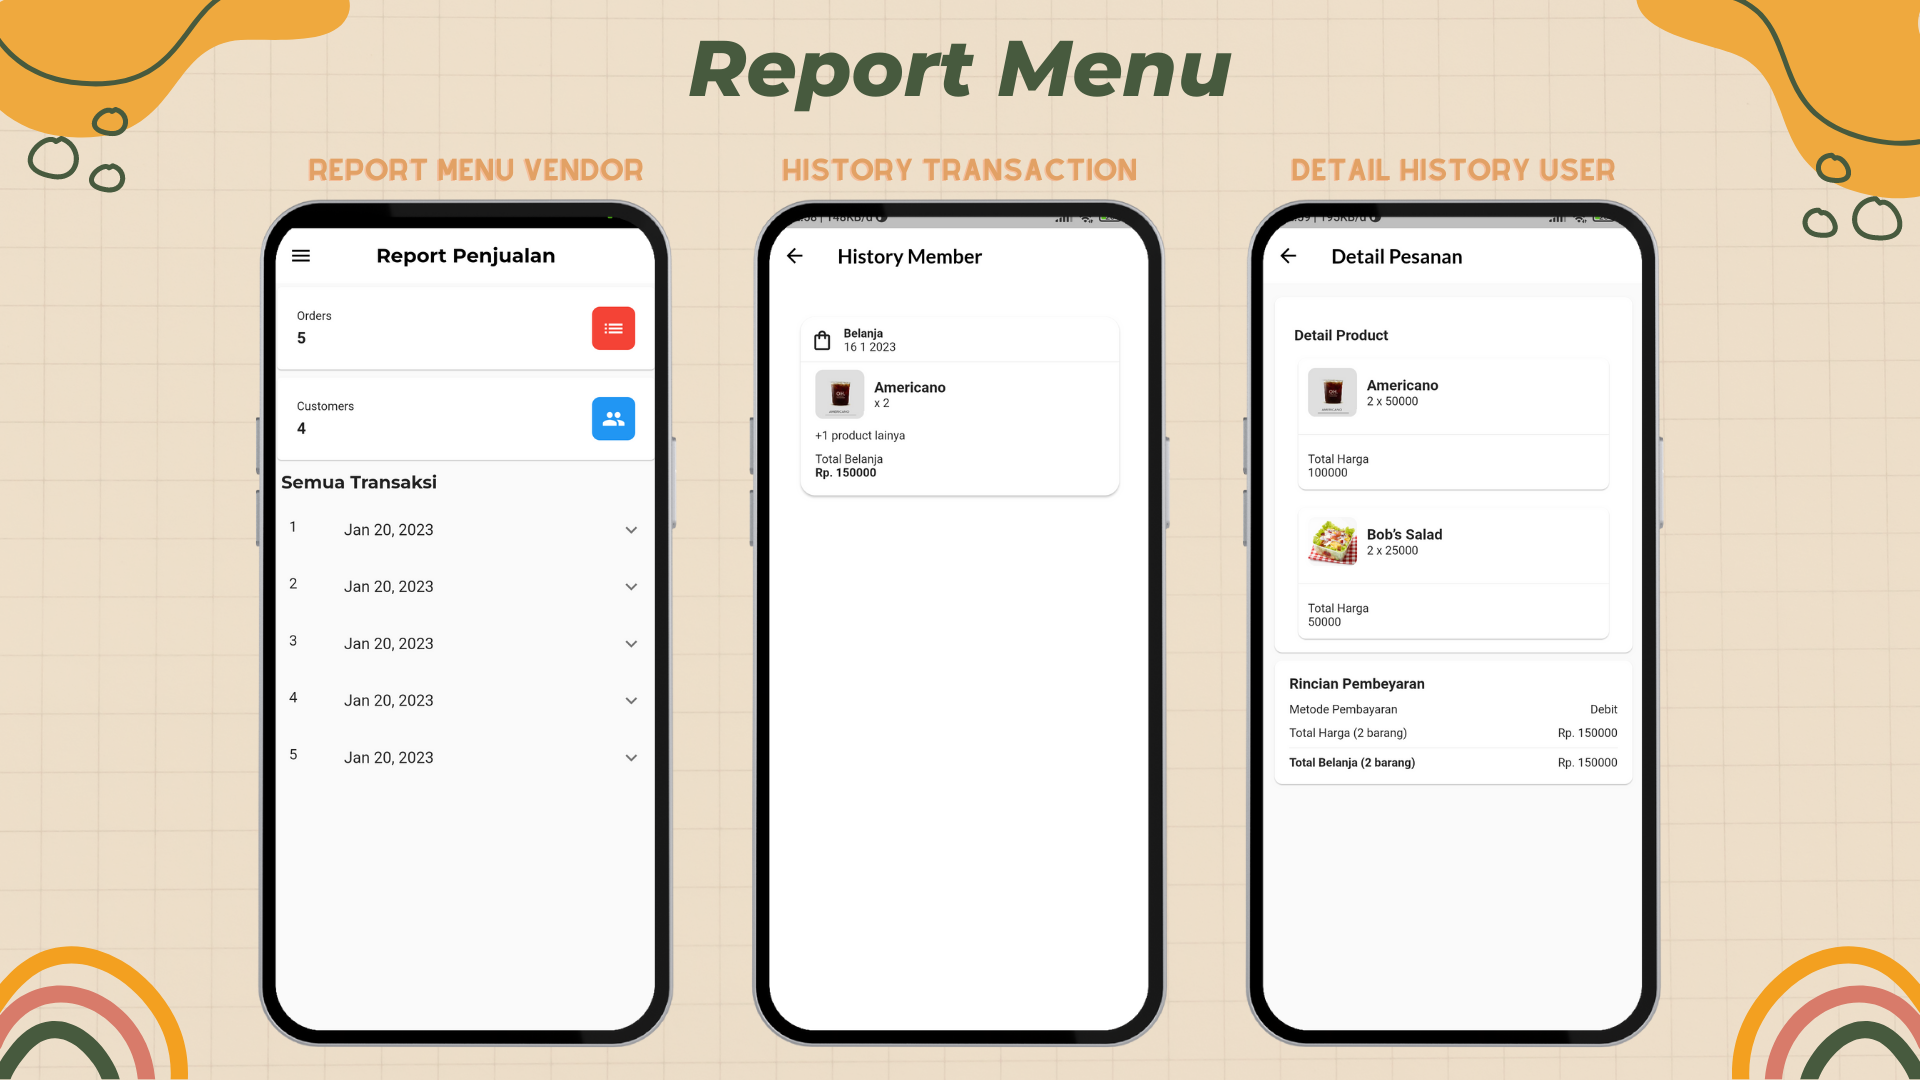 Report Menu
REPORT MENU VENDOR
Report Penjualan
Orders
5
Customers
4
Semua Transaksi
1 Jan 20, 2023
2 Jan 20, 2023
3 Jan 20, 2023
4 Jan 20, 2023
5 Jan 20, 2023
HISTORY TRANSACTION
History Member
Belanja
16 1 2023
Americano
x 2
+1 product lainya
Total Belanja
Rp. 150000
DETAIL HISTORY USER
Detail Pesanan
Detail Product
Americano
2 x 50000
Total Harga
100000
Bob's Salad
2 x 25000
Total Harga
50000
Rincian Pembeyaran
Metode Pembayaran Debit
Total Harga (2 barang) Rp. 150000
Total Belanja (2 barang) Rp. 150000